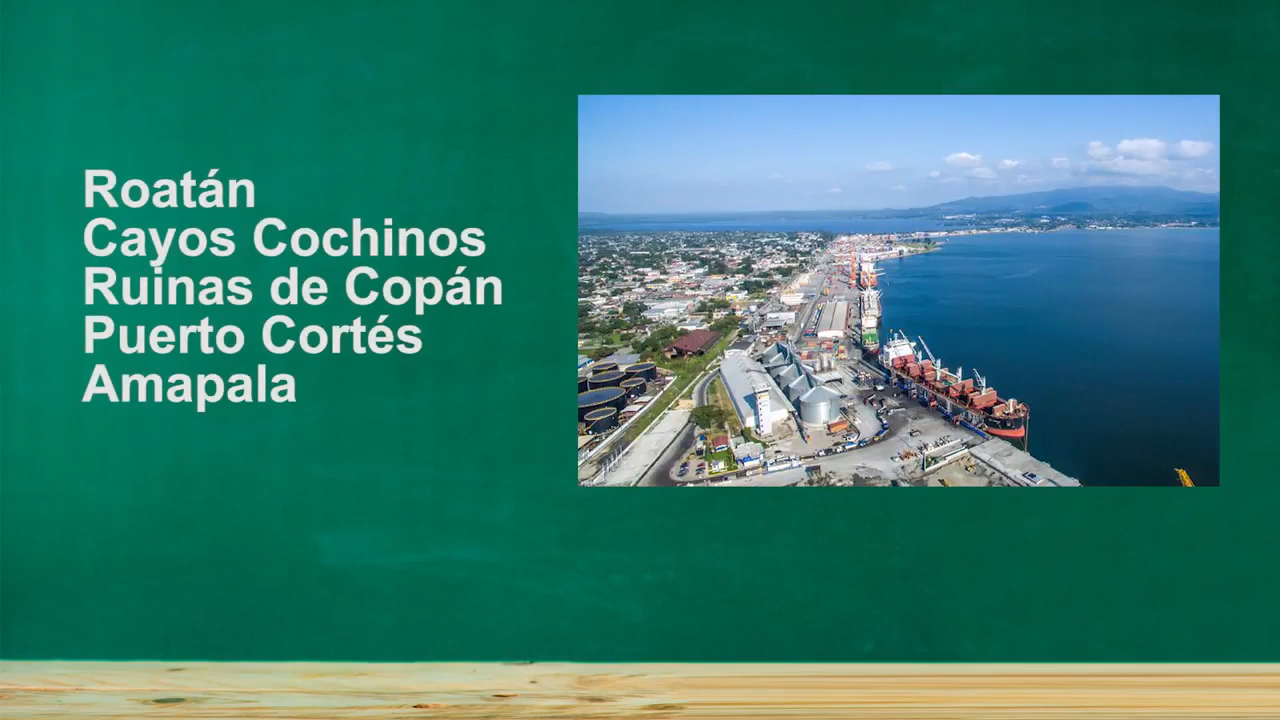 Roatán
Cayos Cochinos
Ruinas de Copán
Puerto Cortés
Amapala